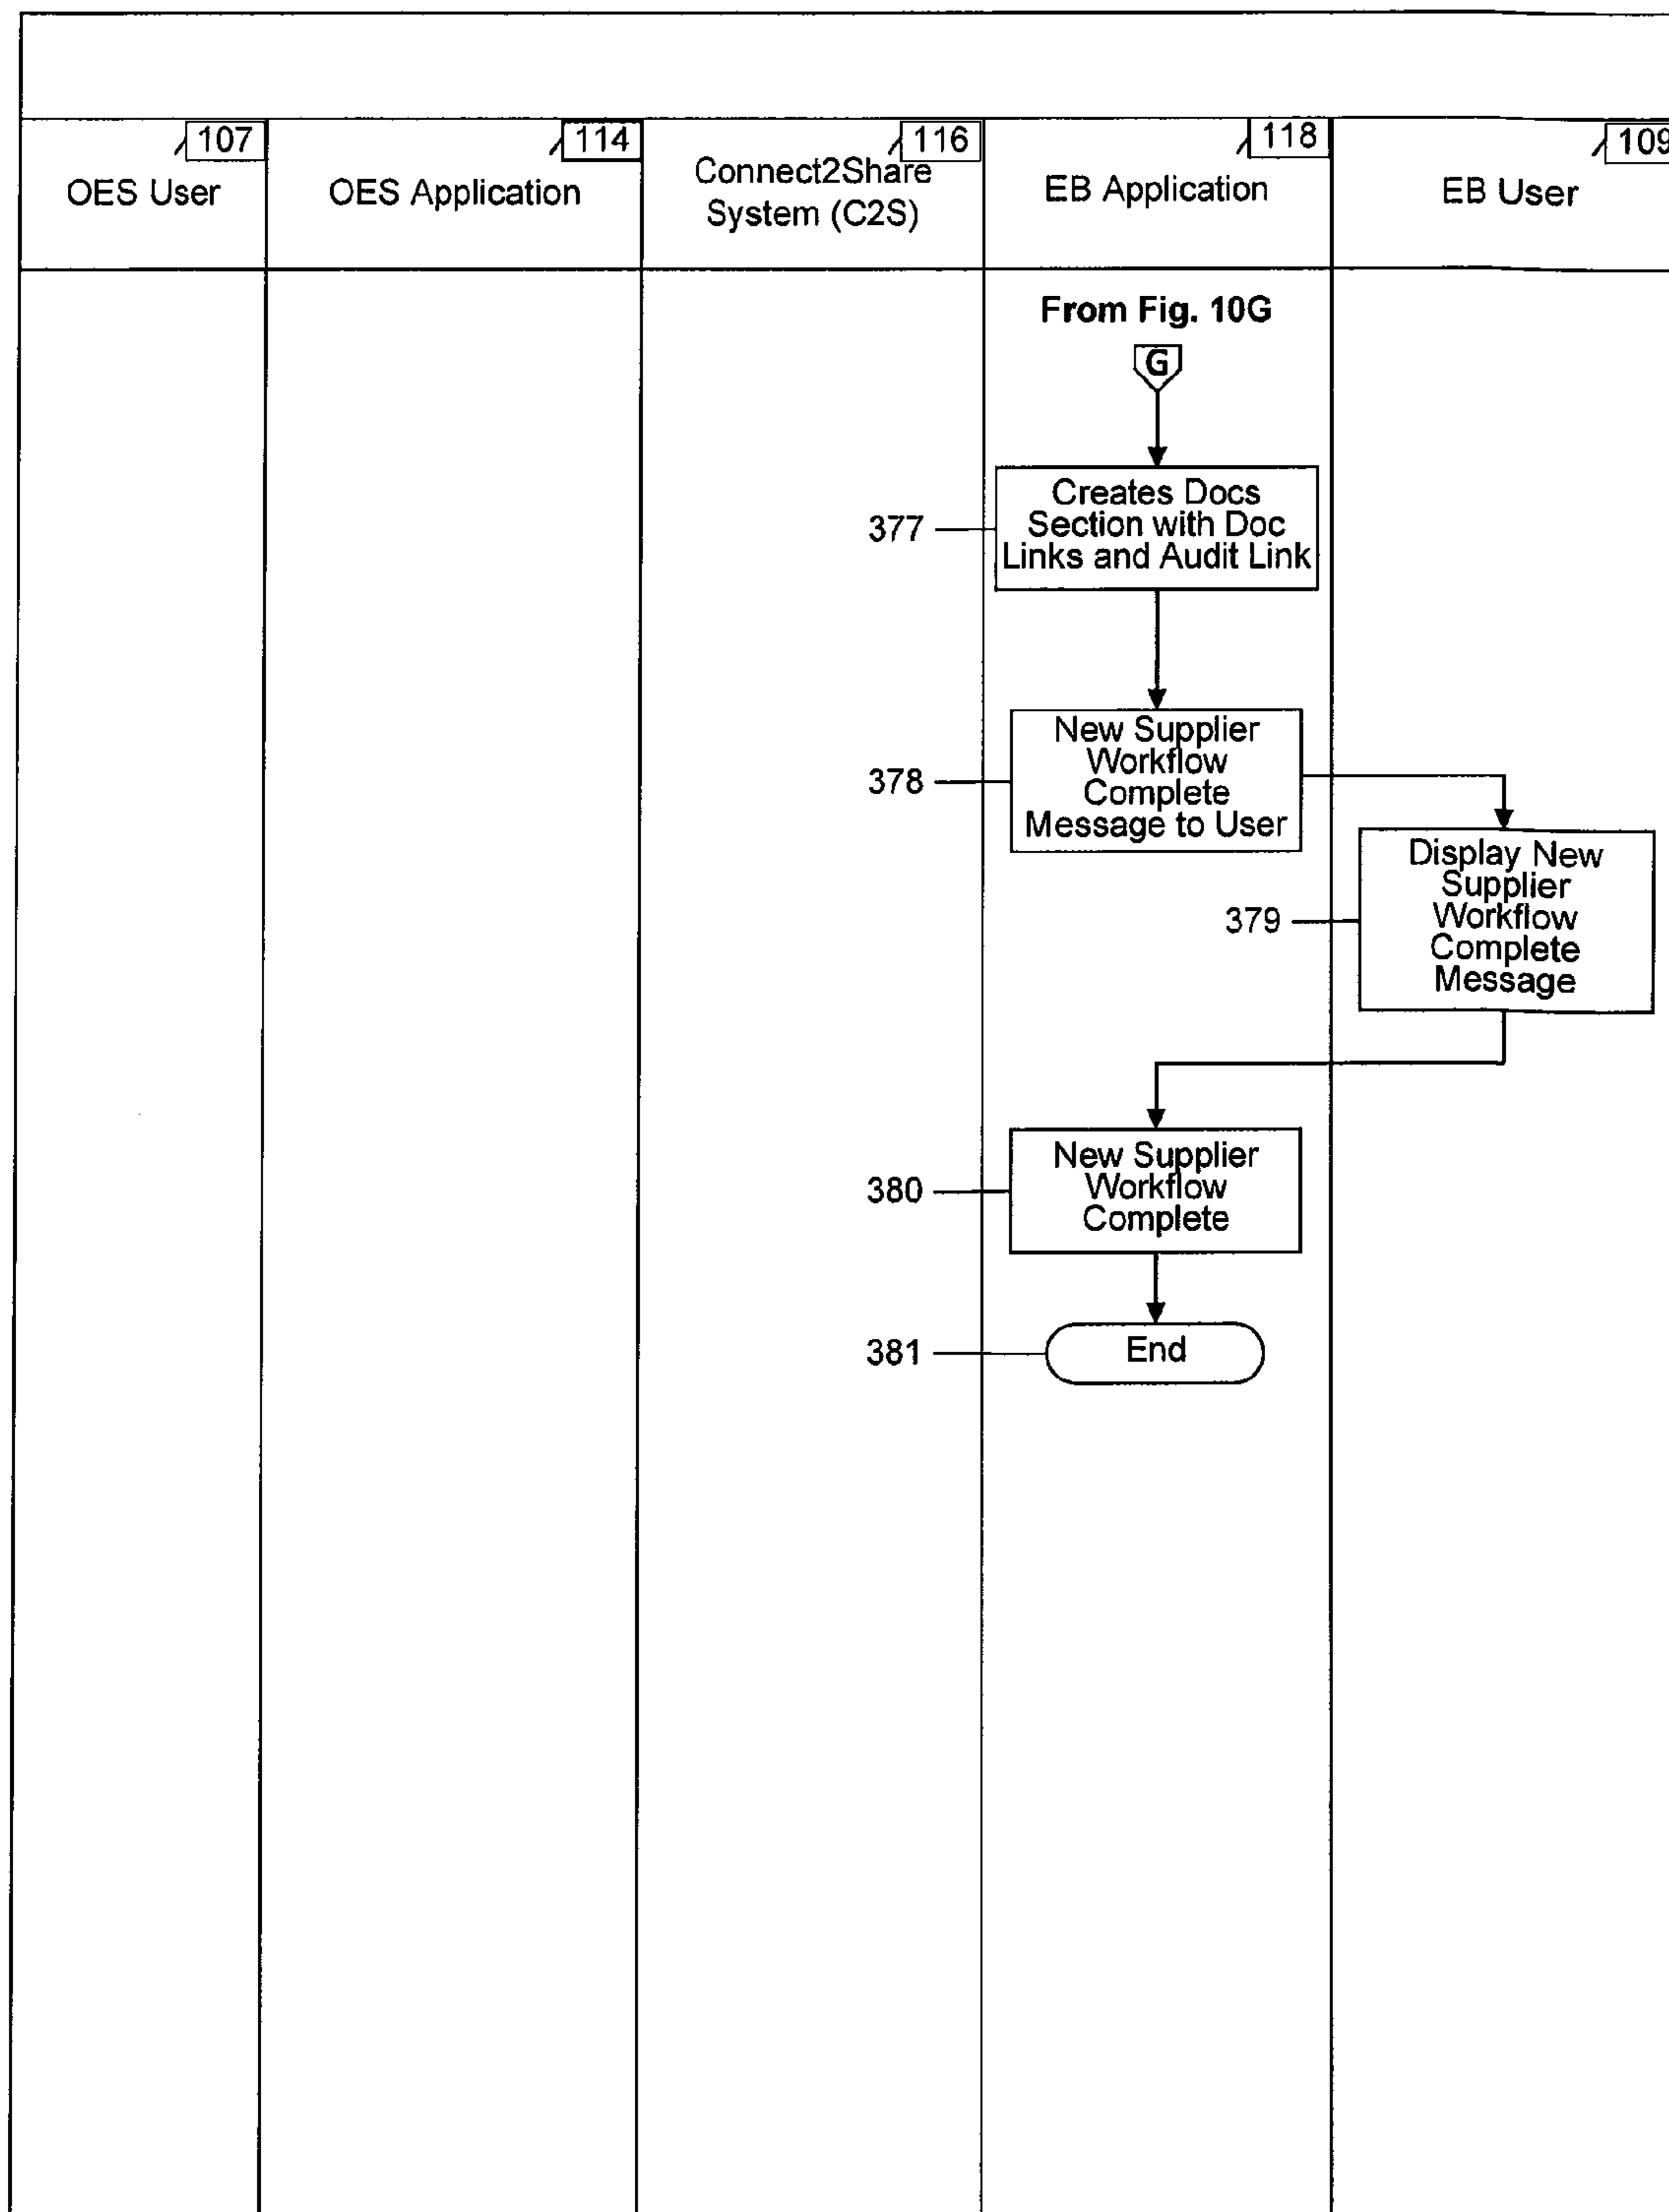 107
OES User
114
OES Application
116
Connect2Share
System (C2S)
118
EB Application
109
EB User
From Fig. 10G
G
377
Creates Docs
Section with Doc
Links and Audit Link
378
New Supplier
Workflow
Complete
Message to User
379
Display New
Supplier
Workflow
Complete
Message
380
New Supplier
Workflow
Complete
381
End